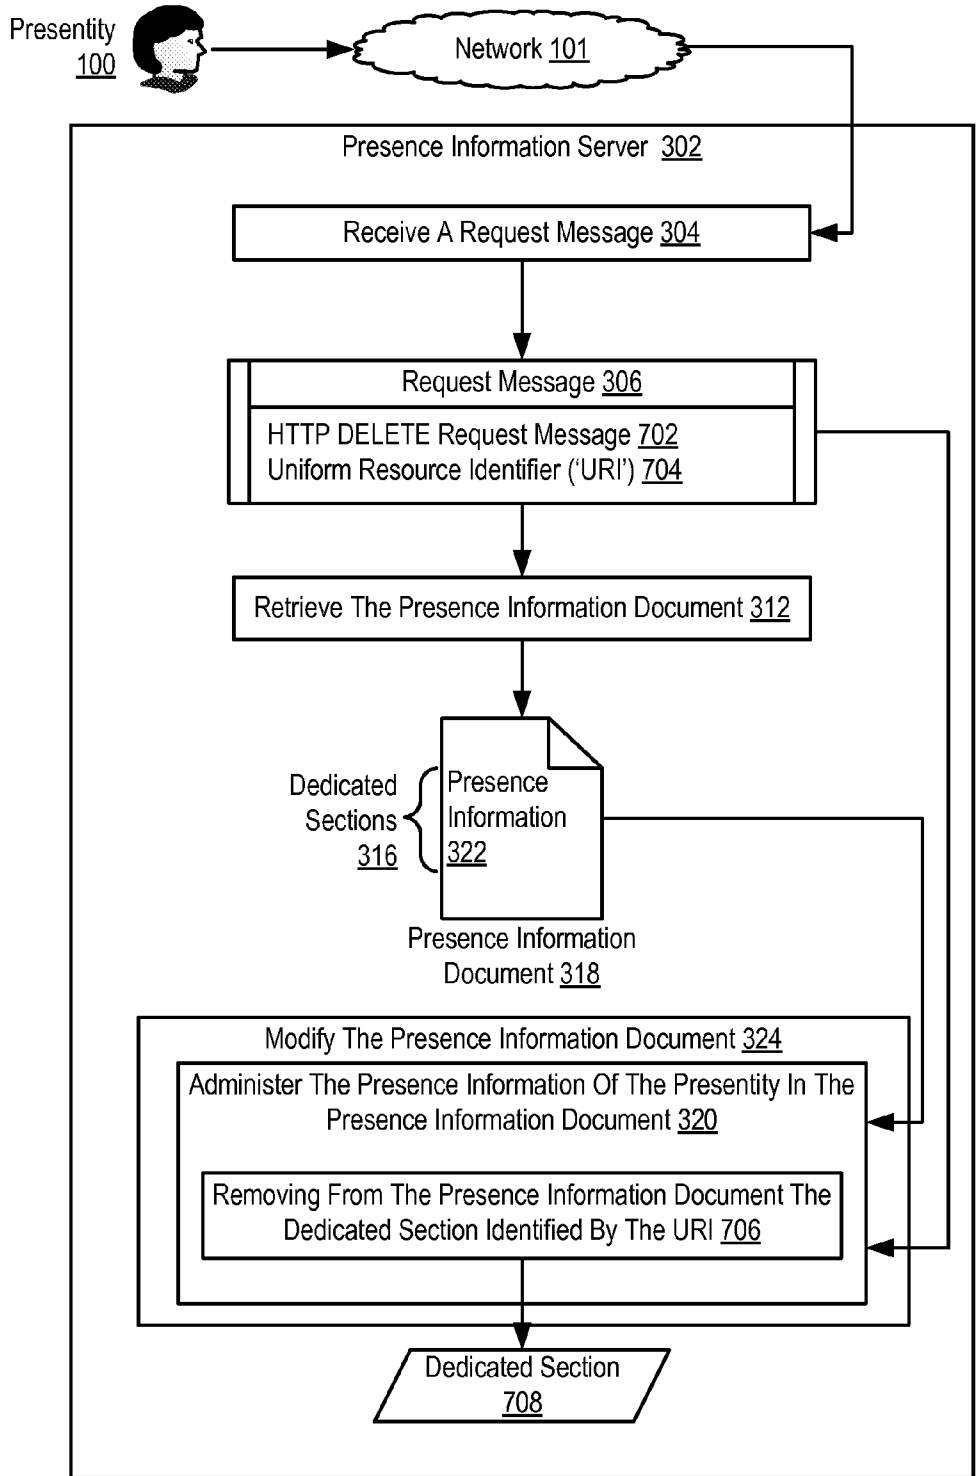 Presentity
100
Network 101
Presence Information Server 302
Receive A Request Message 304
Request Message 306
HTTP DELETE Request Message 702
Uniform Resource Identifier (‘URI’) 704
Retrieve The Presence Information Document 312
Dedicated
Sections
316
Presence
Information
322
Presence Information
Document 318
Modify The Presence Information Document 324
Administer The Presence Information Of The Presentity In The
Presence Information Document 320
Removing From The Presence Information Document The
Dedicated Section Identified By The URI 706
Dedicated Section
708